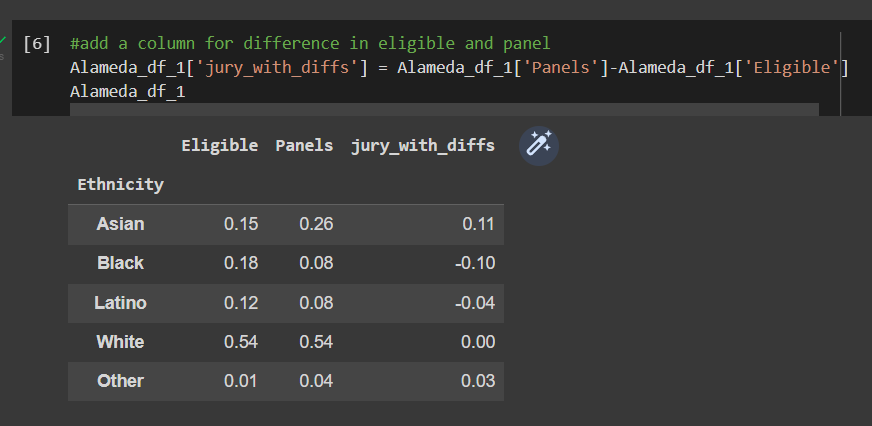 [6] #add a column for difference in eligible and panel
Alameda_df_1['jury_with_diffs'] = Alameda_df_1['Panels']-Alameda_df_1['Eligible']
Alameda_df_1
Eligible Panels jury_with_diffs
Ethnicity
Asian 0.15 0.26 0.11
Black 0.18 0.08 -0.10
Latino 0.12 0.08 -0.04
White 0.54 0.54 0.00
Other 0.01 0.04 0.03